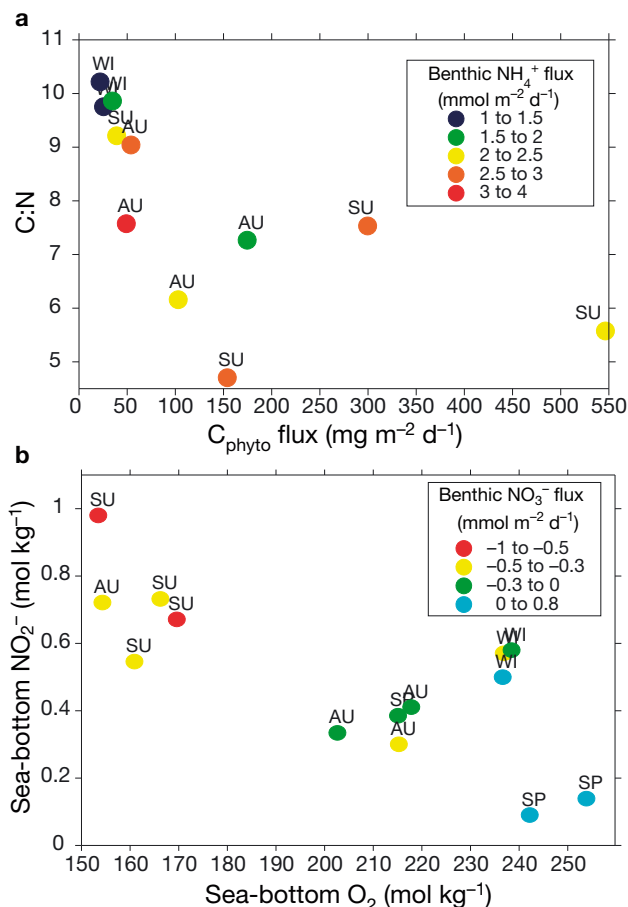 a
C:N
11
10
9
8
7
6
5
WI
WI
WI
SU
AU
AU
AU
SU
AU
SU
SU
Benthic NH₄⁺ flux
(mmol m⁻² d⁻¹)
1 to 1.5
1.5 to 2
2 to 2.5
2.5 to 3
3 to 4
0 50 100 150 200 250 300 350 400 450 500 550
C_phyto flux (mg m⁻² d⁻¹)
b
Sea-bottom NO₂⁻ (mol kg⁻¹)
1
0.8
0.6
0.4
0.2
0
SU
AU
SU
SU
SU
WI
WI
WI
SP
AU
AU
AU
SP
SP
Benthic NO₃⁻ flux
(mmol m⁻² d⁻¹)
−1 to −0.5
−0.5 to −0.3
−0.3 to 0
0 to 0.8
150 160 170 180 190 200 210 220 230 240 250
Sea-bottom O₂ (mol kg⁻¹)